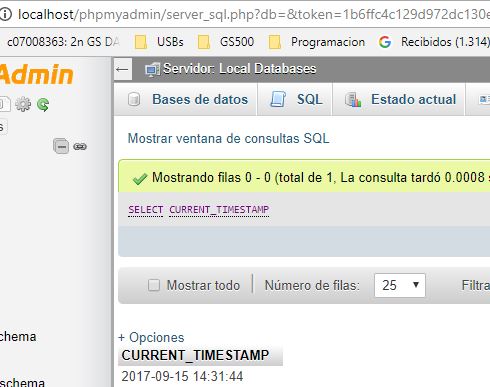 localhost/phpmyadmin/server_sql.php?db=&token=1b6ffc4c129d972dc130e
c07008363: 2n GS DA USBs GS500 Programacion Recibidos (1.314)
Admin
Servidor: Local Databases
Bases de datos SQL Estado actual
Mostrar ventana de consultas SQL
Mostrando filas 0 - 0 (total de 1, La consulta tardó 0.0008 s
SELECT CURRENT_TIMESTAMP
Mostrar todo Número de filas: 25 Filtra
+ Opciones
schema
CURRENT_TIMESTAMP
2017-09-15 14:31:44
schema